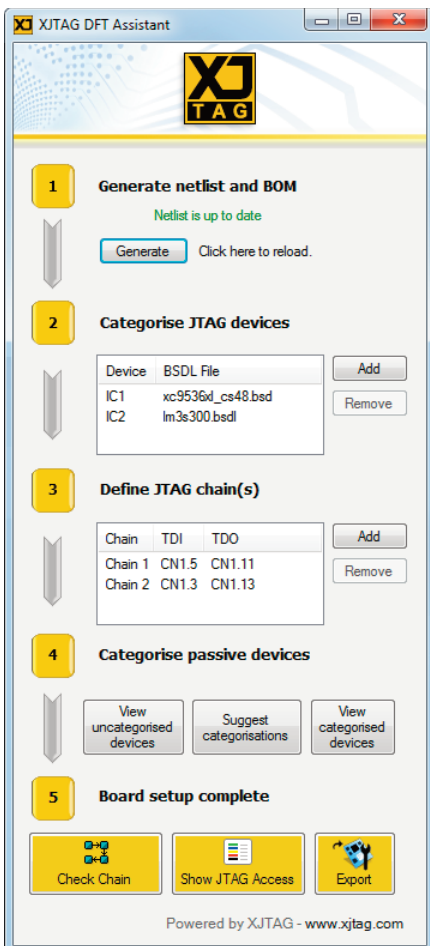 XJTAG DFT Assistant
XJ
TAG
1 Generate netlist and BOM
Netlist is up to date
Generate Click here to reload.
2 Categorise JTAG devices
Device BSDL File Add
IC1 xc9536xl_cs48.bsd Remove
IC2 lm3s300.bsdl
3 Define JTAG chain(s)
Chain TDI TDO Add
Chain 1 CN1.5 CN1.11 Remove
Chain 2 CN1.3 CN1.13
4 Categorise passive devices
View uncategorised devices
Suggest categorisations
View categorised devices
5 Board setup complete
Check Chain Show JTAG Access Export
Powered by XJTAG - www.xjtag.com